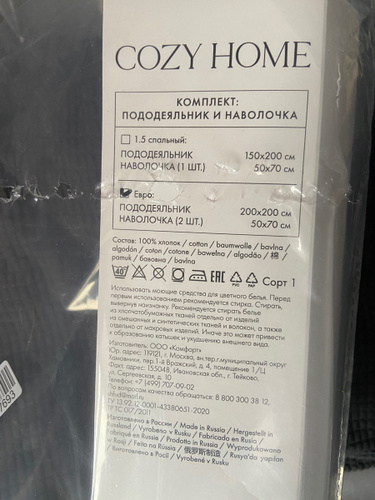 COZY HOME
КОМПЛЕКТ:
ПОДОДЕЯЛЬНИК И НАВОЛОЧКА
1.5 спальный:
ПОДОДЕЯЛЬНИК 150x200 см
НАВОЛОЧКА (1 ШТ.) 50x70 см
Евро:
ПОДОДЕЯЛЬНИК 200x200 см
НАВОЛОЧКА (2 ШТ.) 50x70 см
Состав: 100% хлопок / cotton / baumwolle / bavlna /
algodón / coton /cotone / bawełna / algodão / 棉 /
pamuk / бавовна / bavlna
40 EAC PVC PAP Сорт 1
Использовать моющие средства для цветного белья. Перед
первым использованием рекомендуется стирка. Стирать
вывернув наизнанку. Рекомендуется стирать белье
из хлопчатобумажных тканей отдельно от изделий
из смешанных и синтетических тканей и волокон, а также
отдельно от махровых изделий. Иначе это может привести
к образованию катышек и ухудшению внешнего вида.
Изготовитель: ООО «Комфорт»
Юр. адрес: 119121, г. Москва, вн.тер.г.муниципальный округ
Хамовники, пер. 1-й Вражский, д. 4, помещение 1/Ц
Факт. адрес: 155048, Ивановская обл., г. Тейково,
ул. Сергеевская, д. 10
Телефон: +7 (499) 707-09-02
По вопросам качества обращаться: 8 800 300 38 12,
ТУ 13.92.12-0001-43380651-2020
ТР ТС 017/2011
Изготовлено в России / Made in Russia / Hergestellt in
Russland / Vyrobeno v Rusku / Fabricado en Rusia /
Fabriqué en Russie / Prodotto in Russia / Wyprodukowano
w Rosji / Feito na Rússia / 俄罗斯制造 / Rusya'da yapılan
/ Виготовлено в Росії / Vyrobené v Rusku